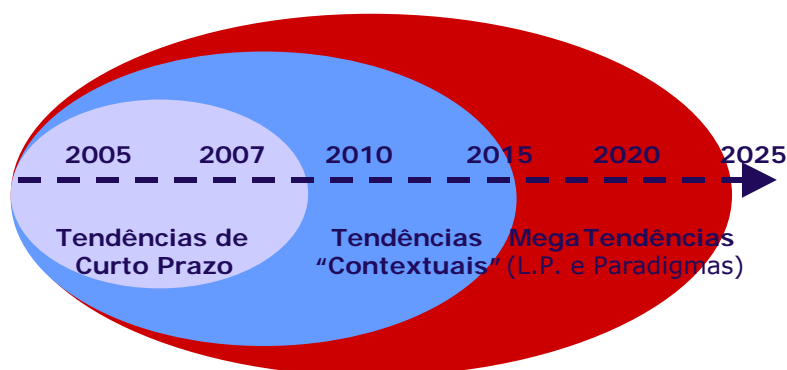 2005 2007 2010 2015 2020 2025
Tendências de Tendências Mega Tendências
Curto Prazo “Contextuais” (L.P. e Paradigmas)